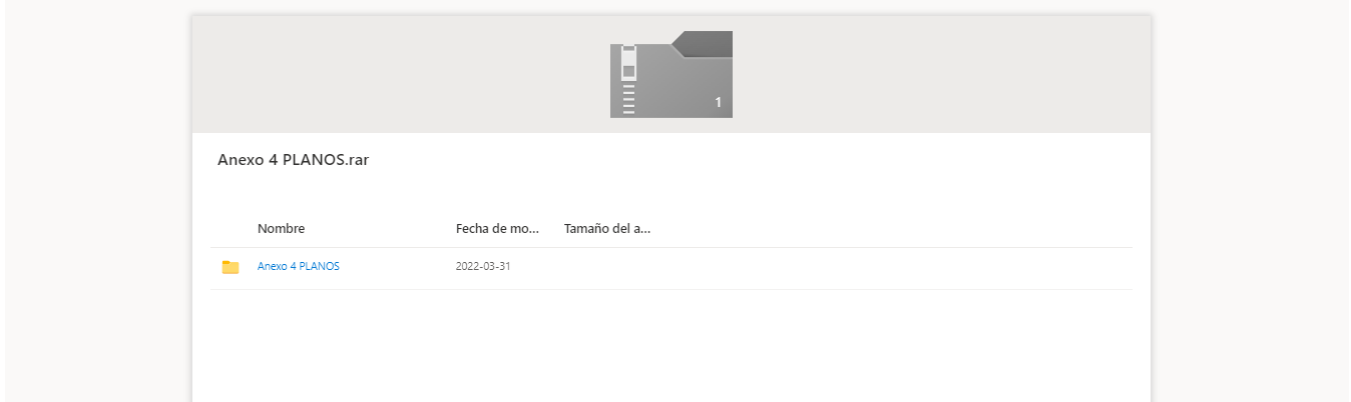 1
Anexo 4 PLANOS.rar
Nombre Fecha de mo... Tamaño del a...
Anexo 4 PLANOS 2022-03-31